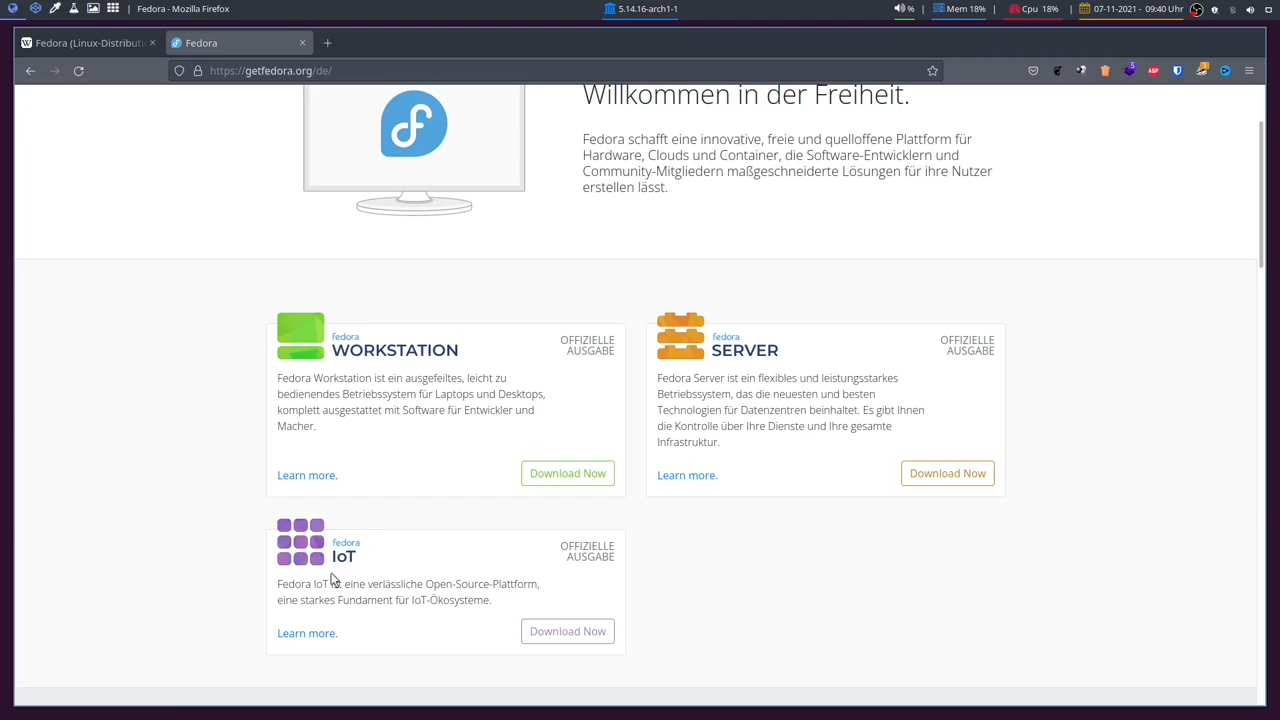 Fedora - Mozilla Firefox
5.14.16-arch1-1
%
Mem 18%
Cpu 18%
07-11-2021 - 09:40 Uhr
Fedora (Linux-Distributi
Fedora
https://getfedora.org/de/
5
ABP
Willkommen in der Freiheit.
Fedora schafft eine innovative, freie und quelloffene Plattform für
Hardware, Clouds und Container, die Software-Entwicklern und
Community-Mitgliedern maßgeschneiderte Lösungen für ihre Nutzer
erstellen lässt.
fedora
WORKSTATION
OFFIZIELLE
AUSGABE
Fedora Workstation ist ein ausgefeiltes, leicht zu
bedienendes Betriebssystem für Laptops und Desktops,
komplett ausgestattet mit Software für Entwickler und
Macher.
Learn more.
Download Now
fedora
SERVER
OFFIZIELLE
AUSGABE
Fedora Server ist ein flexibles und leistungsstarkes
Betriebssystem, das die neuesten und besten
Technologien für Datenzentren beinhaltet. Es gibt Ihnen
die Kontrolle über Ihre Dienste und Ihre gesamte
Infrastruktur.
Learn more.
Download Now
fedora
IoT
OFFIZIELLE
AUSGABE
Fedora IoT ist eine verlässliche Open-Source-Plattform,
eine starkes Fundament für IoT-Ökosysteme.
Learn more.
Download Now